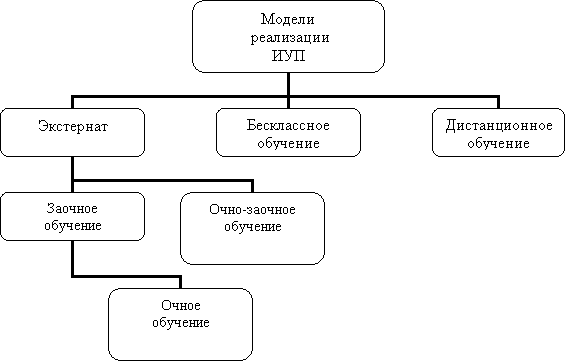 Модели
реализации
ИУП
Экстернат
Бесклассное
обучение
Дистанционное
обучение
Заочное
обучение
Очно-заочное
обучение
Очное
обучение